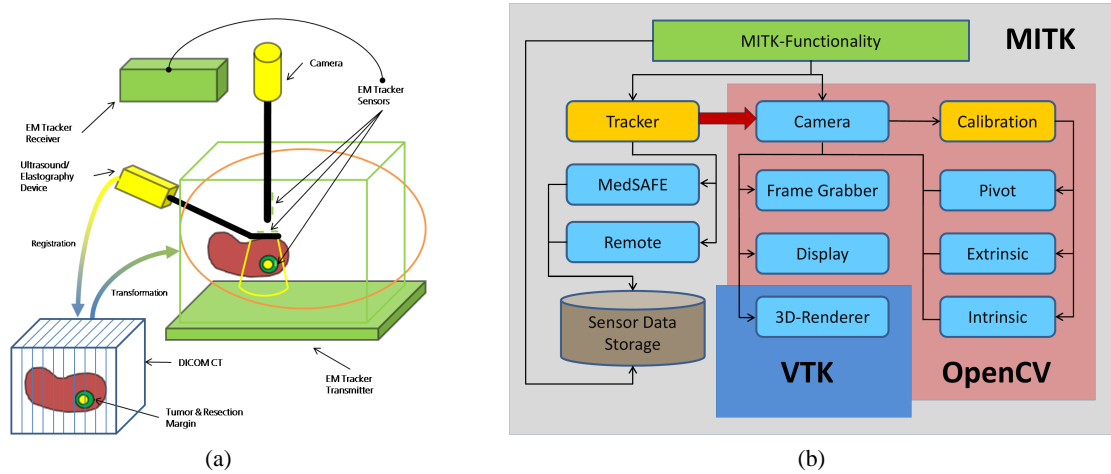 Camera
EM Tracker
Sensors
EM Tracker
Receiver
Ultrasound/
Elastography
Device
Registration
Transformation
DICOM CT
EM Tracker
Transmitter
Tumor & Resection
Margin
(a)
MITK-Functionality
MITK
Tracker
Camera
Calibration
MedSAFE
Frame Grabber
Pivot
Remote
Display
Extrinsic
Sensor Data
Storage
3D-Renderer
Intrinsic
VTK
OpenCV
(b)